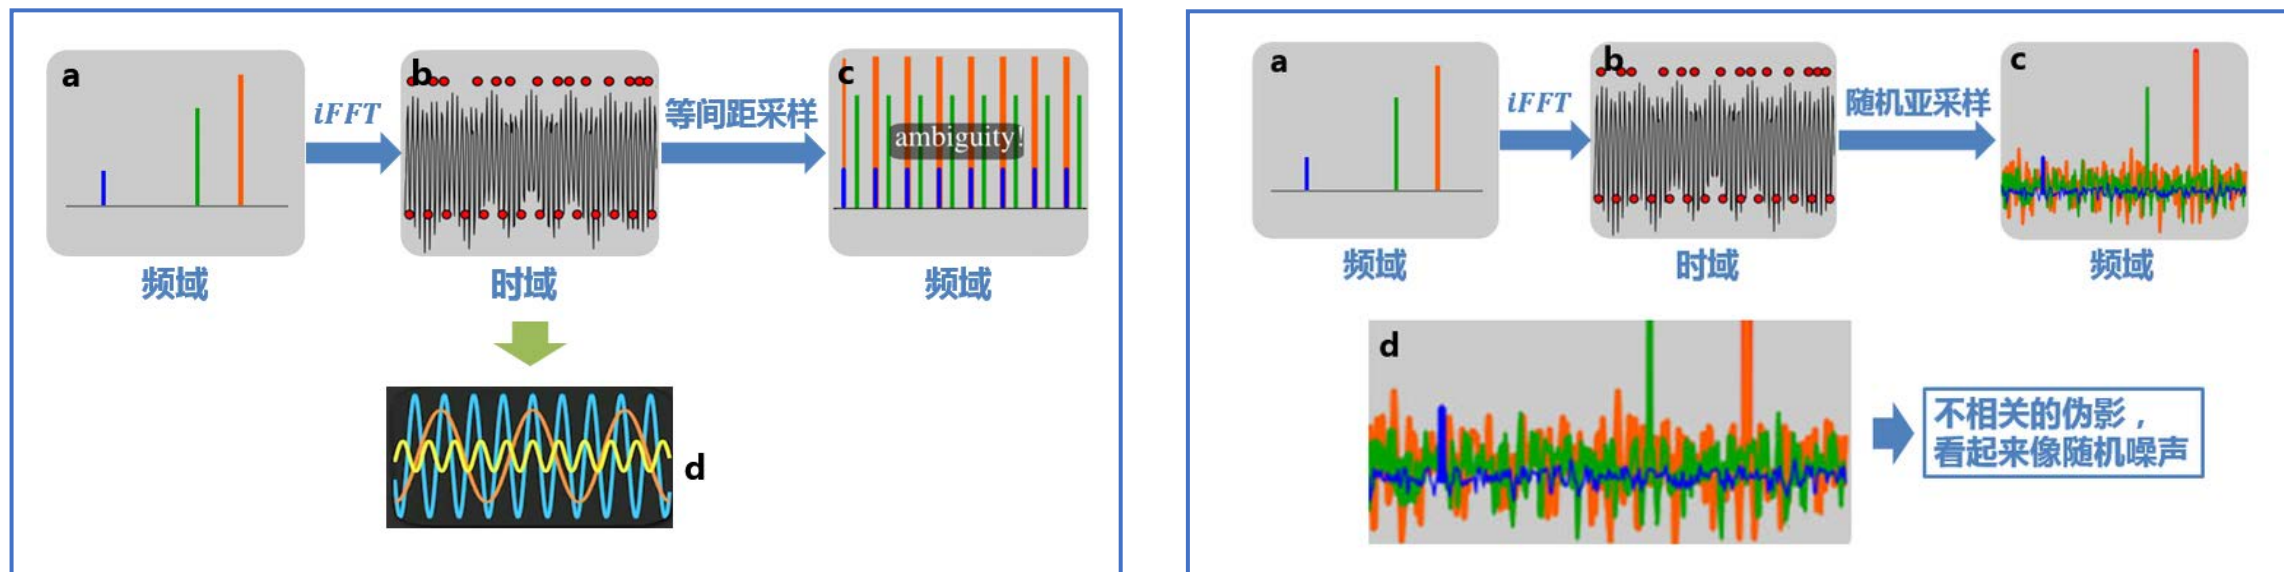 a
iFFT
b
等间距采样
c
ambiguity!
频域
时域
频域
d
a
iFFT
b
随机亚采样
c
频域
时域
频域
d
不相关的伪影，
看起来像随机噪声